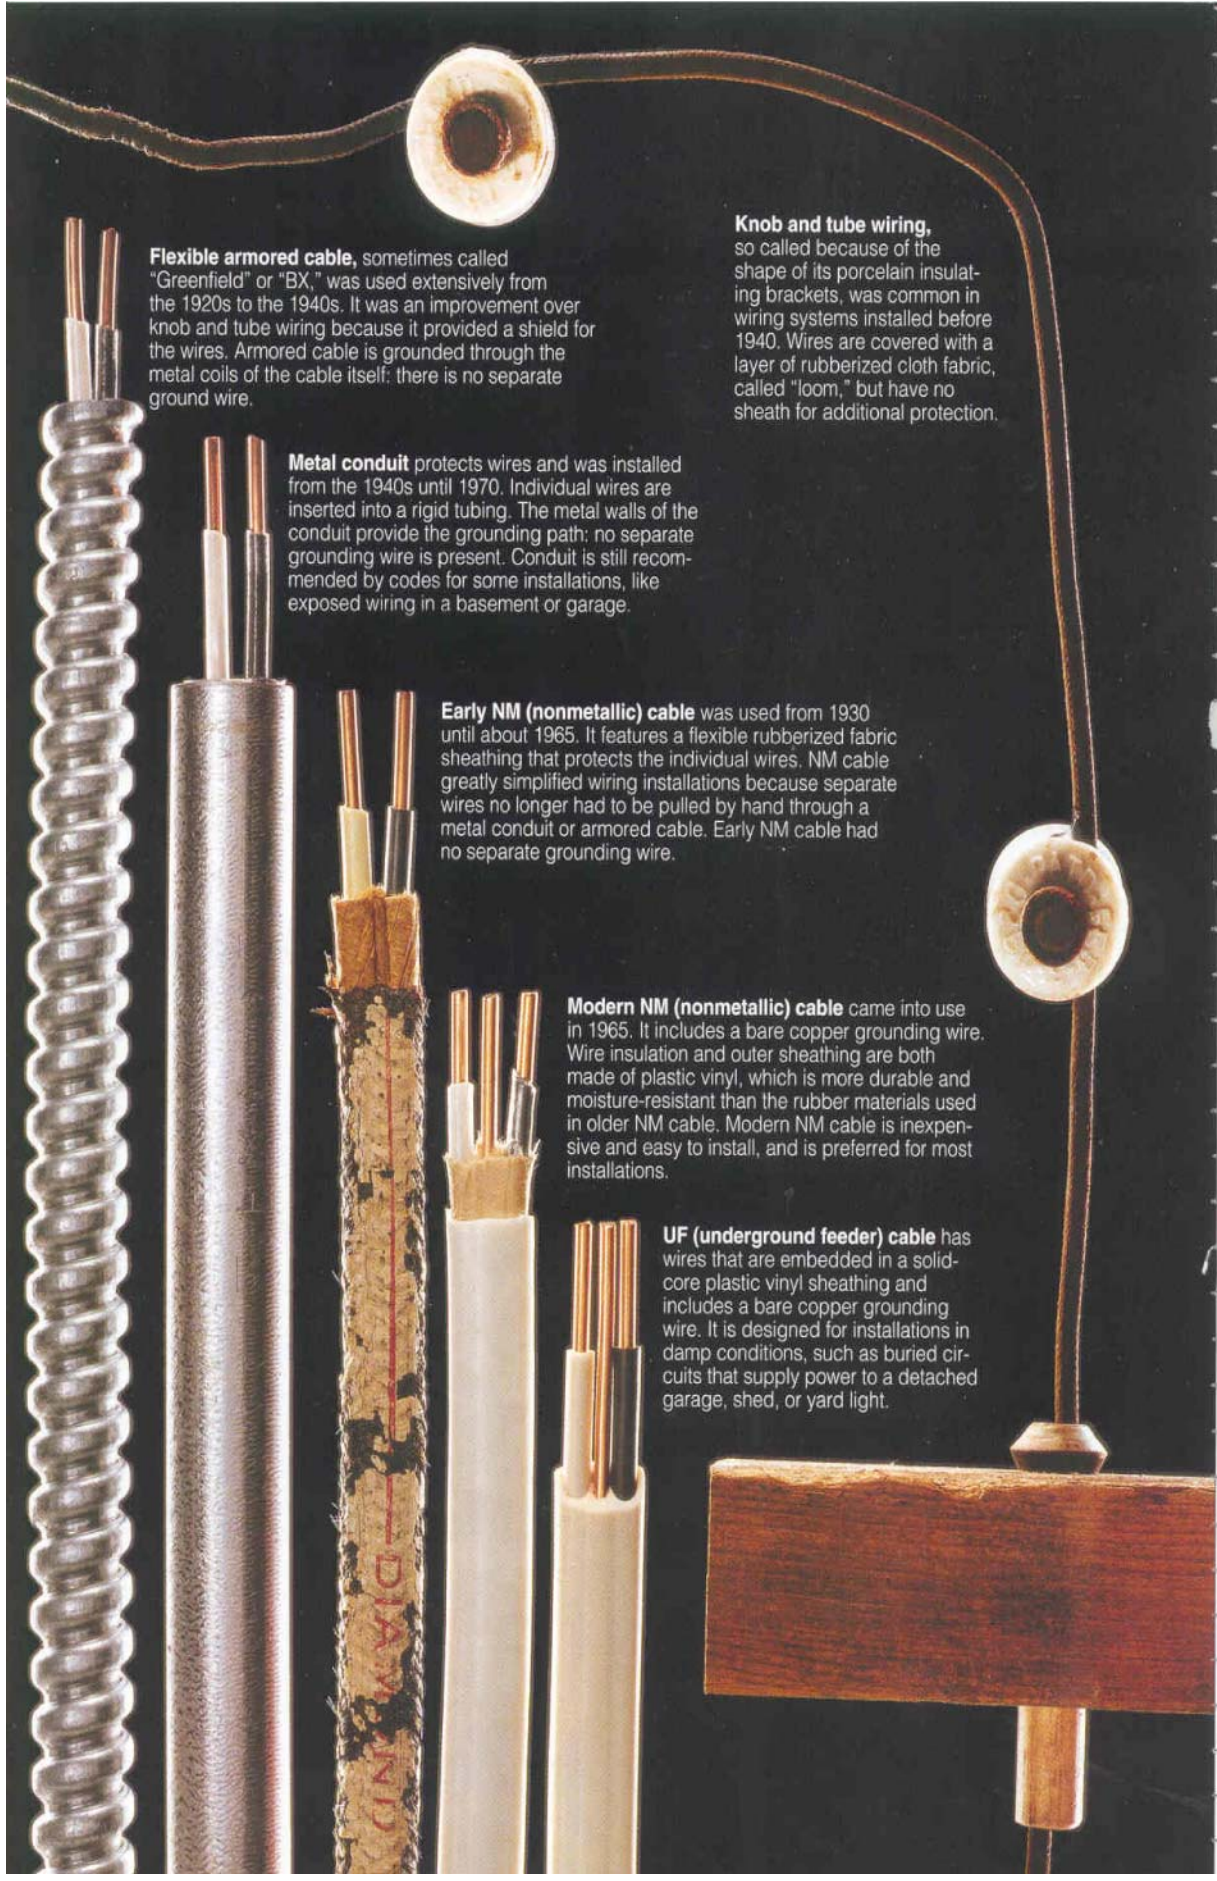 Knob and tube wiring,
so called because of the
shape of its porcelain insulat-
ing brackets, was common in
wiring systems installed before
1940. Wires are covered with a
layer of rubberized cloth fabric,
called “loom,” but have no
sheath for additional protection.
Flexible armored cable, sometimes called
“Greenfield” or “BX,” was used extensively from
the 1920s to the 1940s. It was an improvement over
knob and tube wiring because it provided a shield for
the wires. Armored cable is grounded through the
metal coils of the cable itself: there is no separate
ground wire.
Metal conduit protects wires and was installed
from the 1940s until 1970. Individual wires are
inserted into a rigid tubing. The metal walls of the
conduit provide the grounding path: no separate
grounding wire is present. Conduit is still recom-
mended by codes for some installations, like
exposed wiring in a basement or garage.
Early NM (nonmetallic) cable was used from 1930
until about 1965. It features a flexible rubberized fabric
sheathing that protects the individual wires. NM cable
greatly simplified wiring installations because separate
wires no longer had to be pulled by hand through a
metal conduit or armored cable. Early NM cable had
no separate grounding wire.
Modern NM (nonmetallic) cable came into use
in 1965. It includes a bare copper grounding wire.
Wire insulation and outer sheathing are both
made of plastic vinyl, which is more durable and
moisture-resistant than the rubber materials used
in older NM cable. Modern NM cable is inexpen-
sive and easy to install, and is preferred for most
installations.
UF (underground feeder) cable has
wires that are embedded in a solid-
core plastic vinyl sheathing and
includes a bare copper grounding
wire. It is designed for installations in
damp conditions, such as buried cir-
cuits that supply power to a detached
garage, shed, or yard light.
DIAMOND